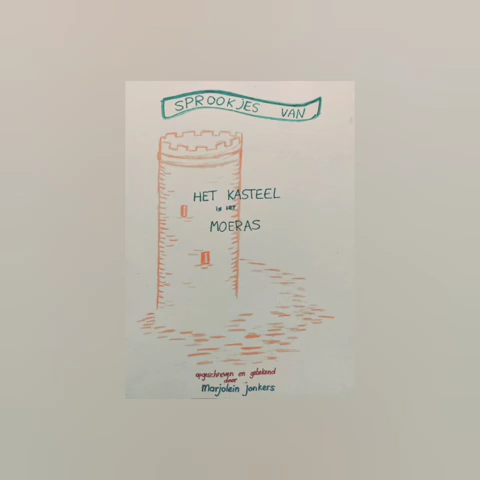 SPROOKJES VAN
HET KASTEEL
IN HET
MOERAS
opgeschreven en getekend
door
Marjolein Jonkers